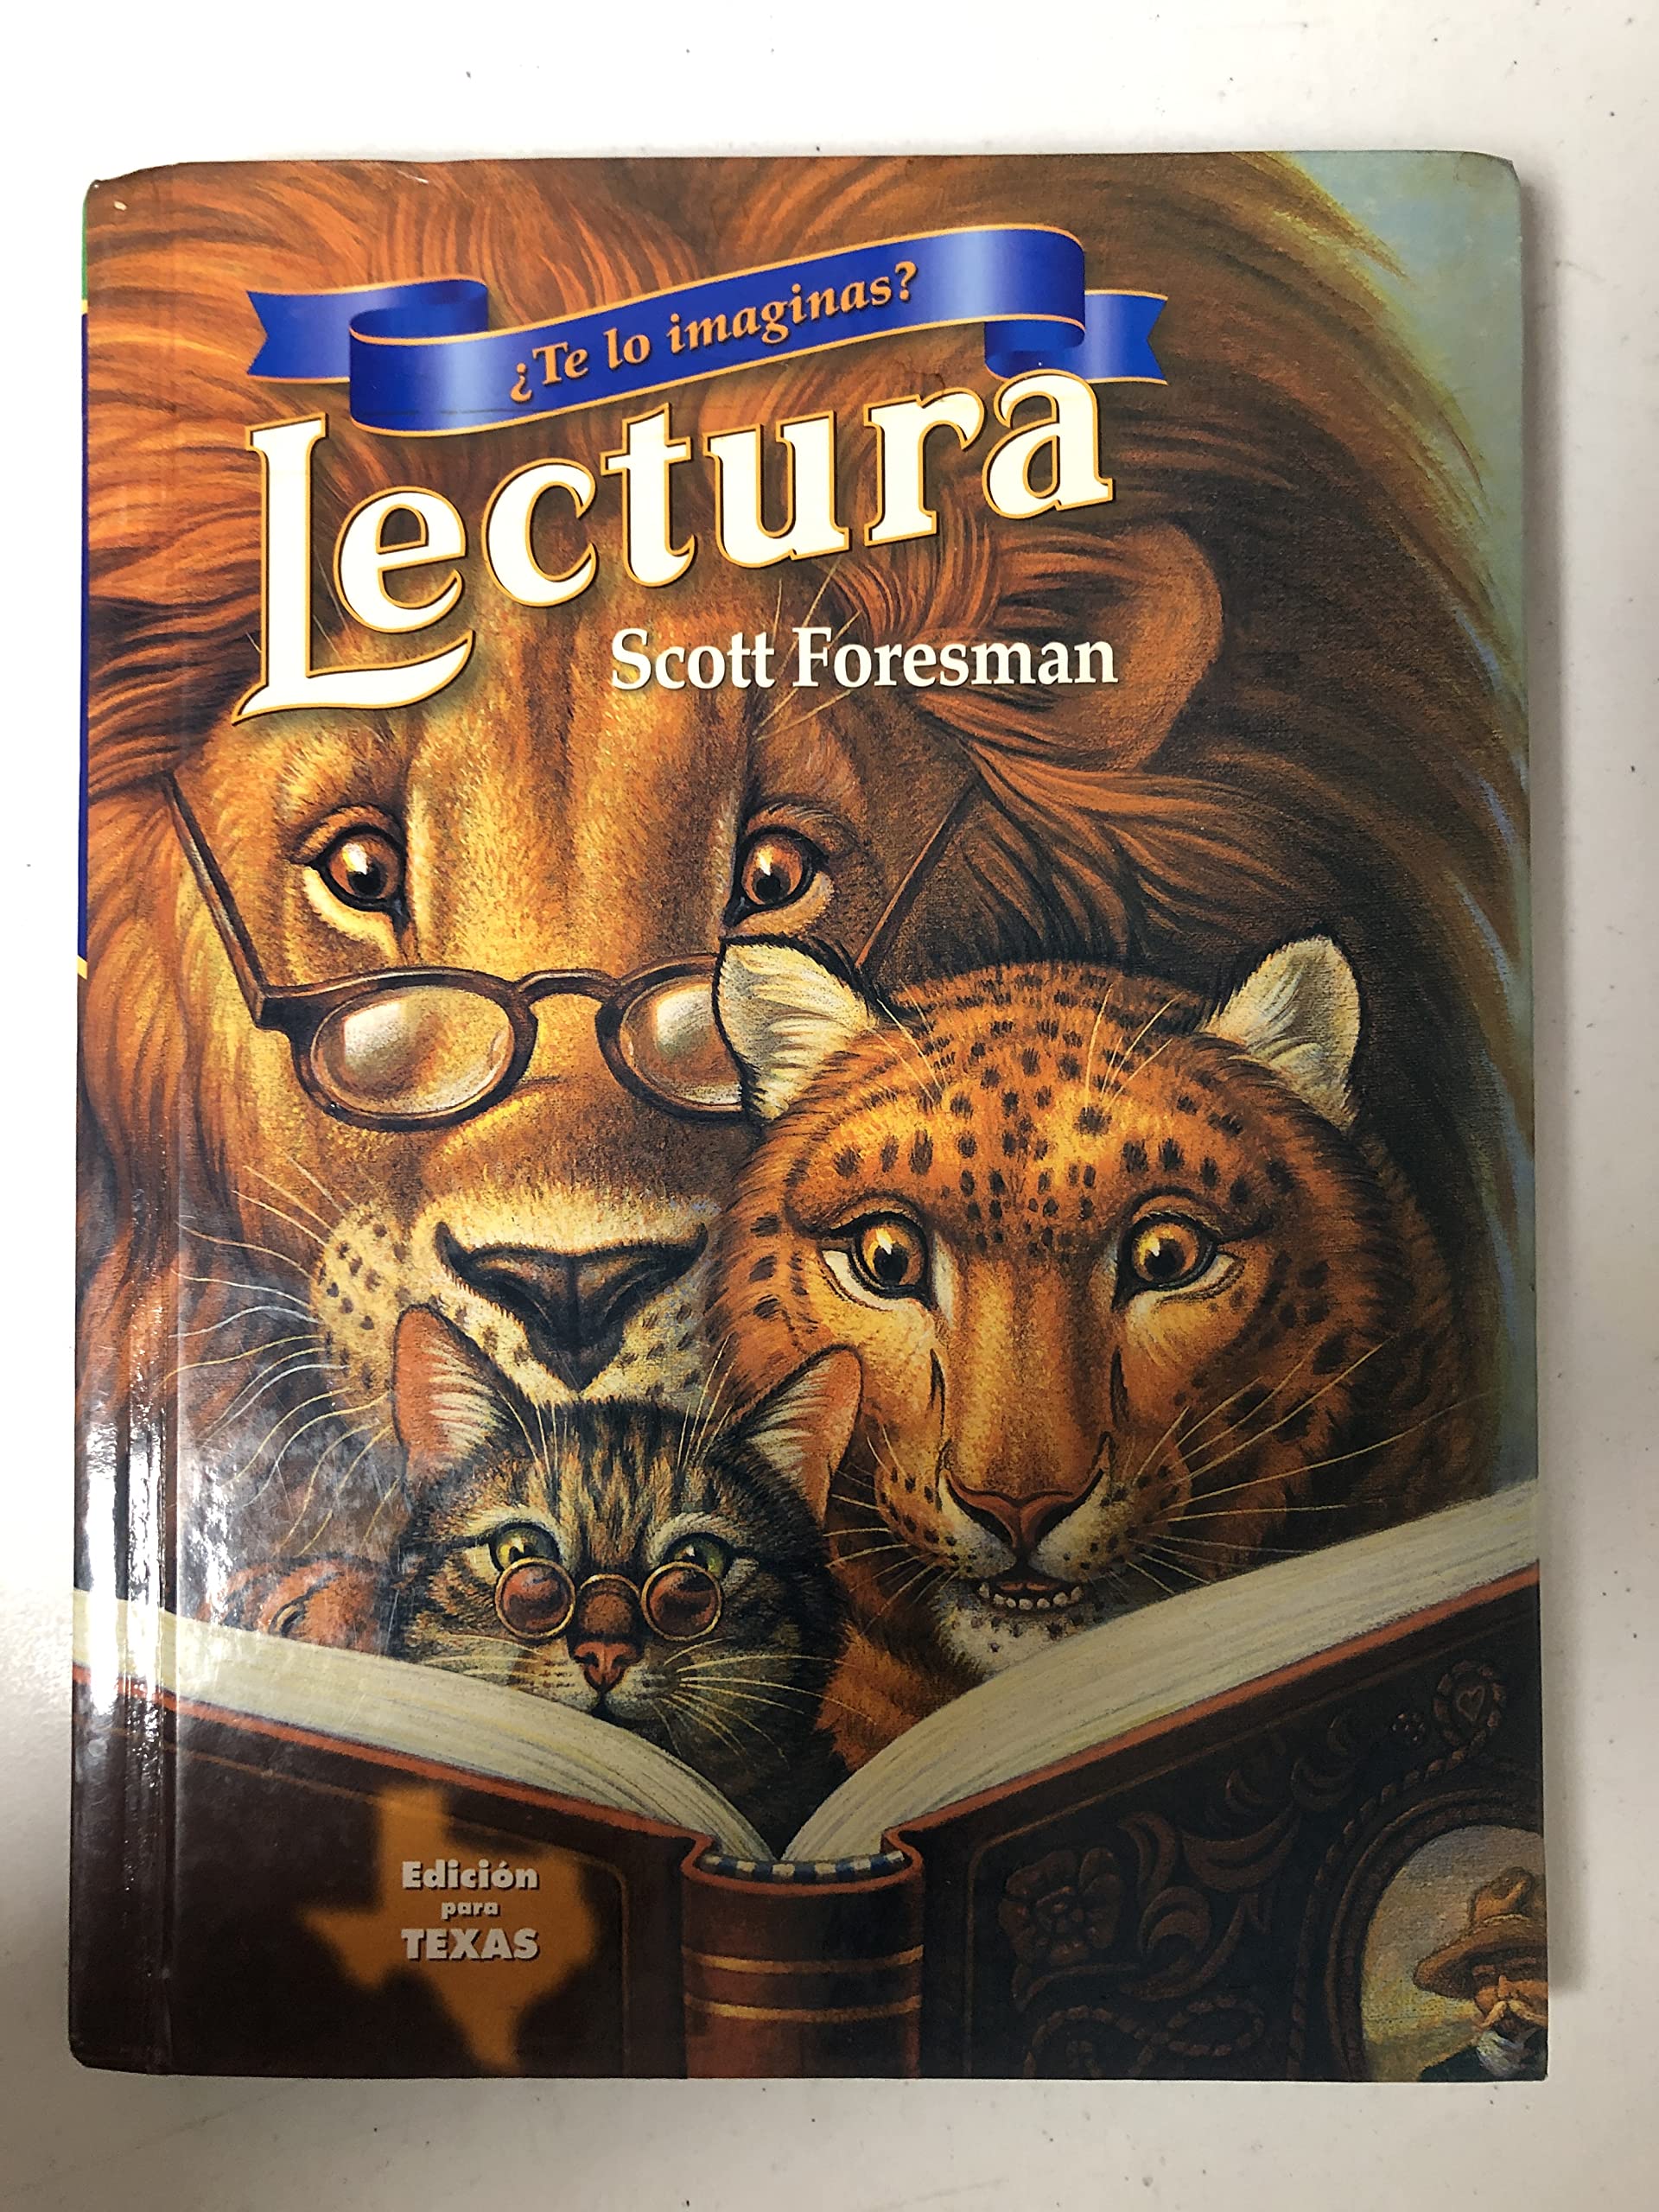 ¿Te lo imaginas?
Lectura
Scott Foresman
Edición
para
TEXAS